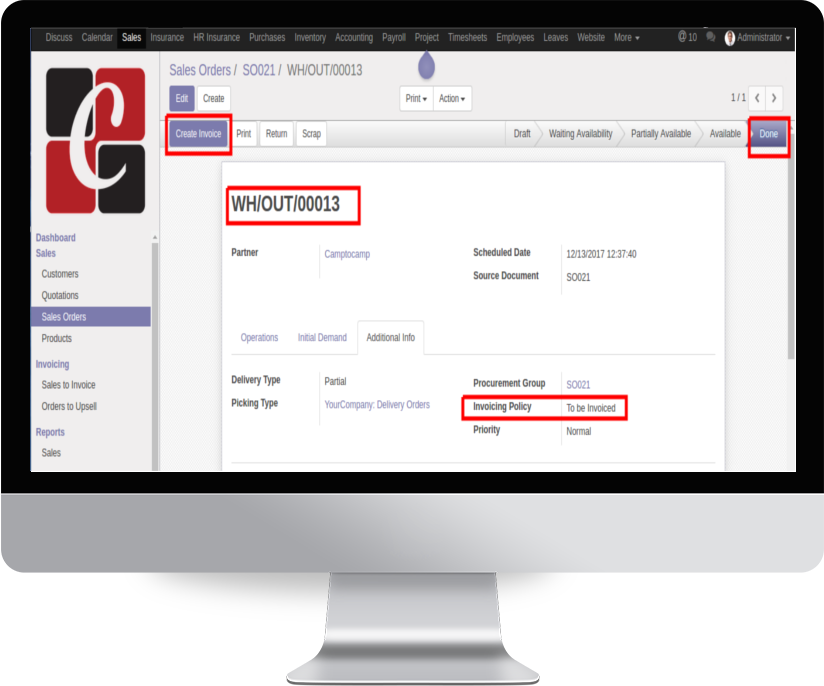 Discuss Calendar Sales Insurance HR Insurance Purchases Inventory Accounting Payroll Project Timesheets Employees Leaves Website More @ 10 Administrator
Sales Orders / SO021 / WH/OUT/00013
Edit Create Print Action 1 / 1
Create Invoice Print Return Scrap Draft Waiting Availability Partially Available Available Done
C
WH/OUT/00013
Partner Camptocamp Scheduled Date 12/13/2017 12:37:40
Source Document SO021
Dashboard
Sales
Customers
Quotations
Sales Orders
Products
Invoicing
Sales to Invoice
Orders to Upsell
Reports
Sales
Operations Initial Demand Additional Info
Delivery Type Partial Procurement Group SO021
Picking Type YourCompany: Delivery Orders Invoicing Policy To be Invoiced
Priority Normal